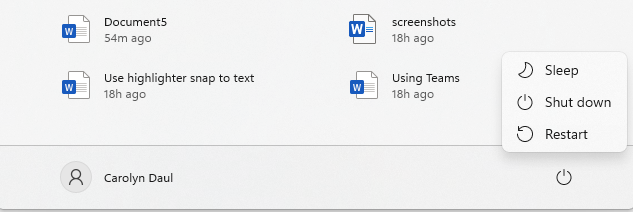 Document5
54m ago
screenshots
18h ago
Use highlighter snap to text
18h ago
Using Teams
18h ago
Sleep
Shut down
Restart
Carolyn Daul